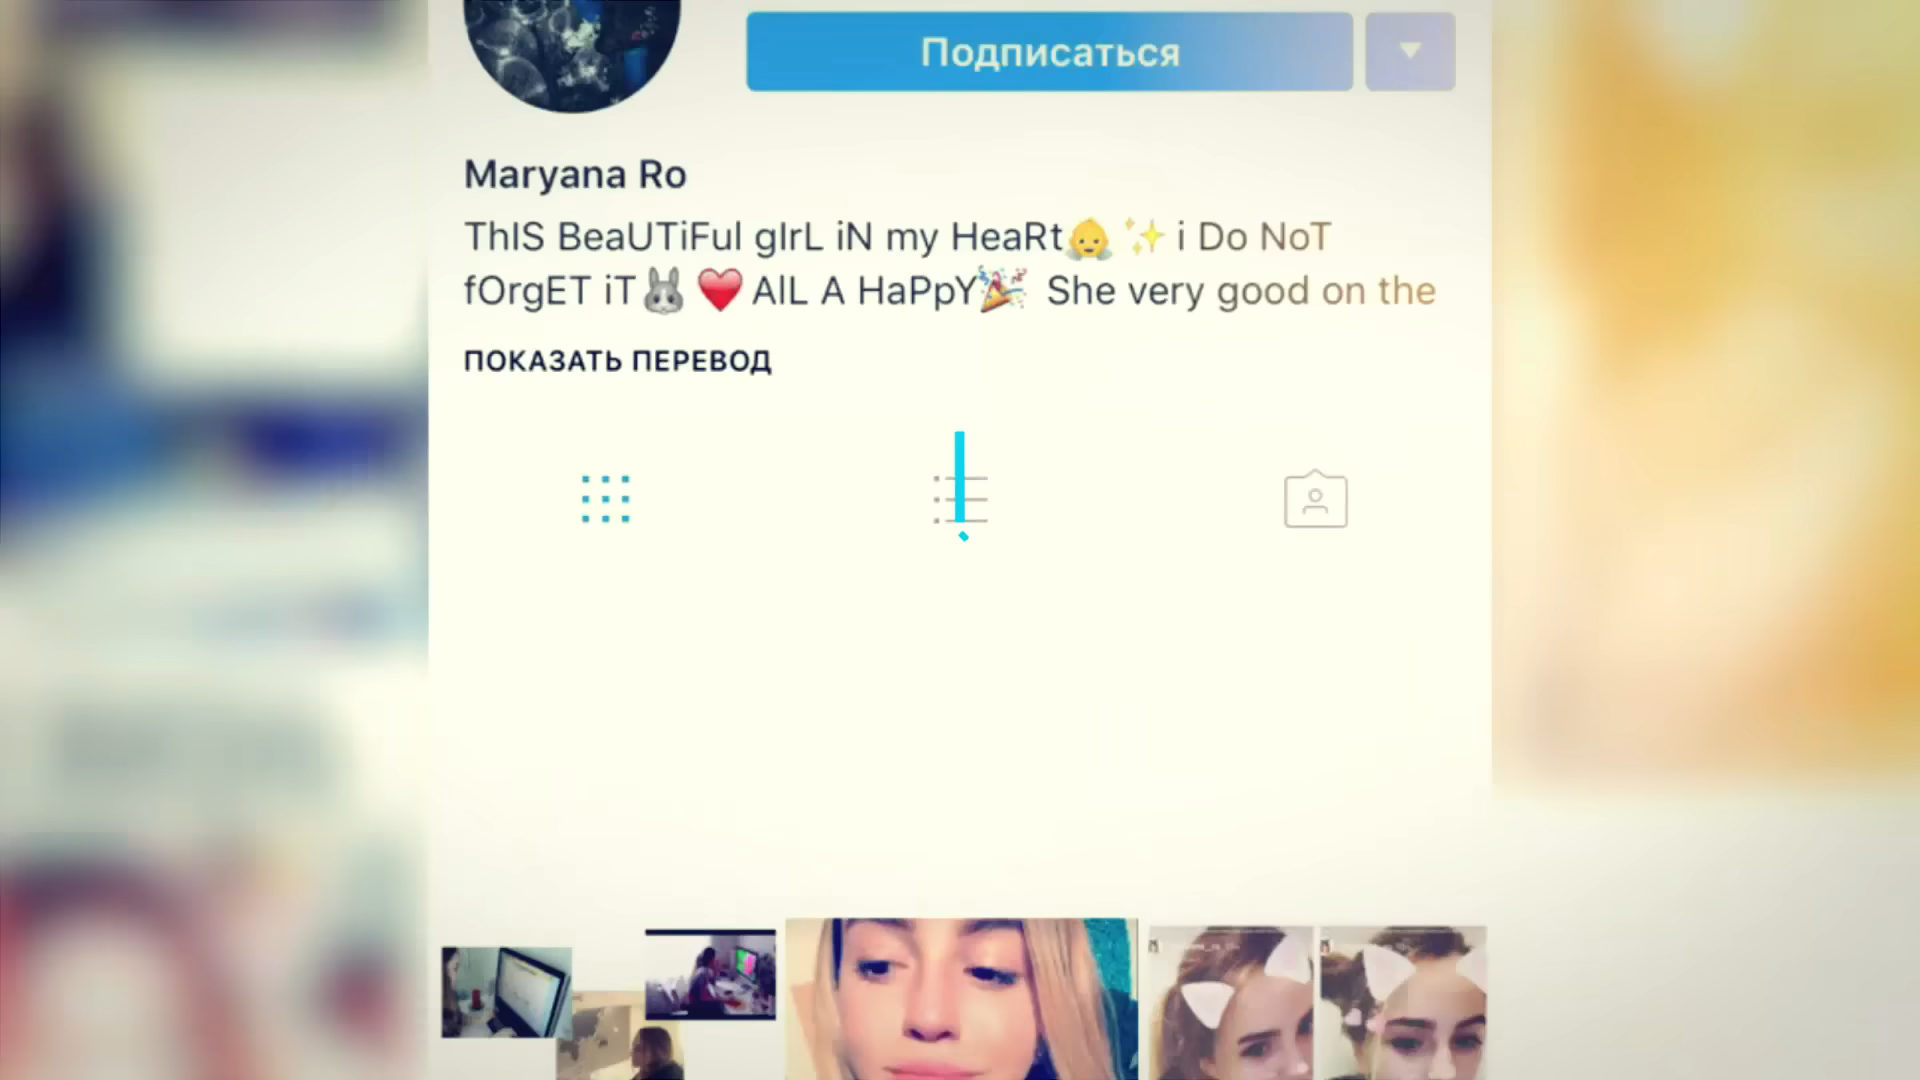 Подписаться
Maryana Ro
ThIS BeaUTiFul gIrL iN my HeaRt👶✨ i Do NoT
fOrgET iT🐰❤️ AlL A HaPpY🎉 She very good on the
ПОКАЗАТЬ ПЕРЕВОД